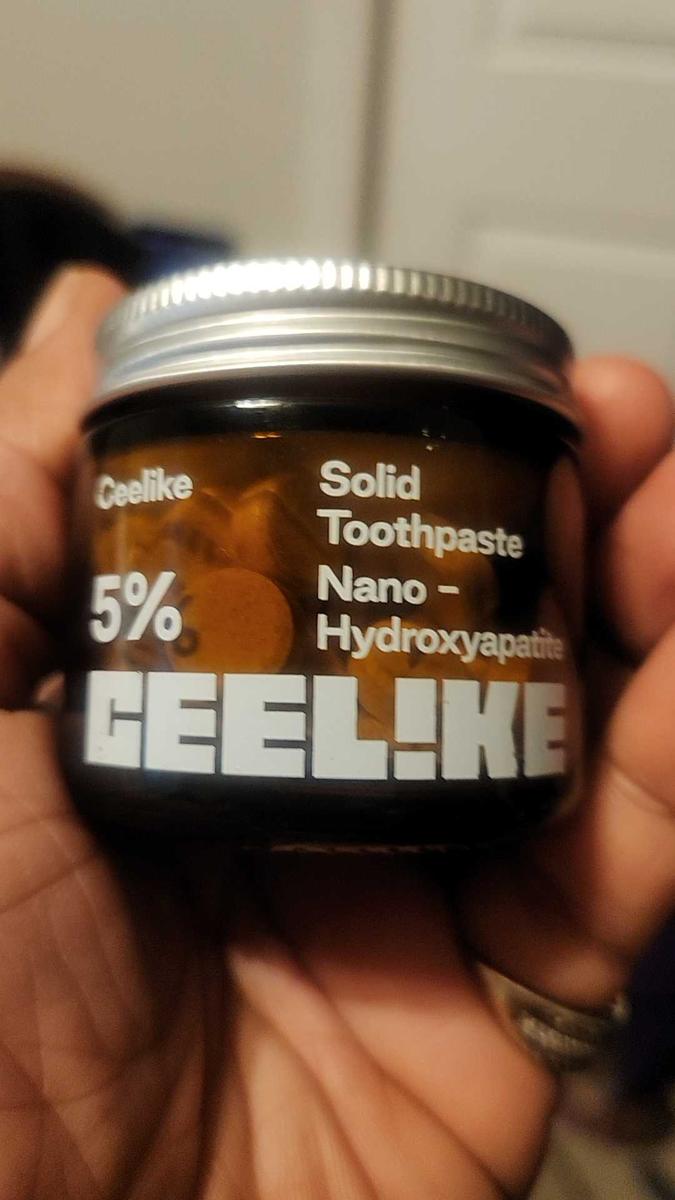 Ceelike
Solid
Toothpaste
5%
Nano -
Hydroxyapatite
CEEL!KE